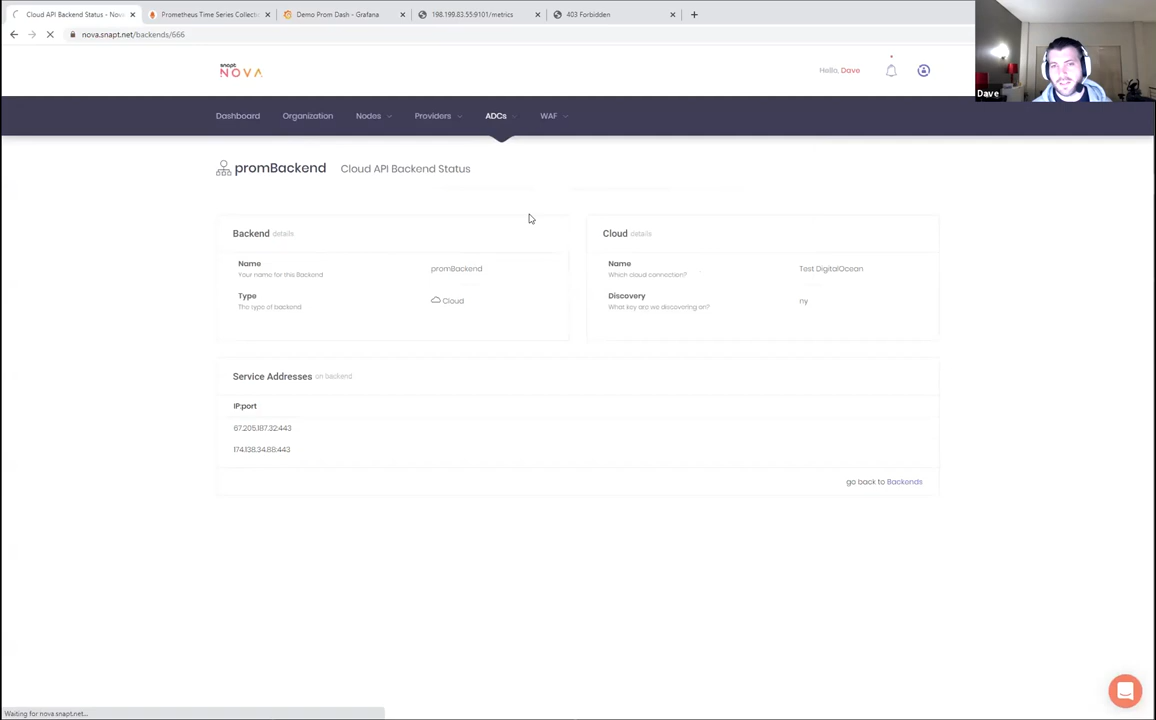 Cloud API Backend Status - Nov
Prometheus Time Series Collecti
Demo Prom Dash - Grafana
198.199.83.55:9101/metrics
403 Forbidden
nova.snapt.net/backends/666
snapt
NOVA
Hello, Dave
Dave
Dashboard
Organization
Nodes
Providers
ADCs
WAF
promBackend
Cloud API Backend Status
Backend details
Name
Your name for this Backend
promBackend
Type
The type of backend
Cloud
Cloud details
Name
Which cloud connection?
Test DigitalOcean
Discovery
What key are we discovering on?
ny
Service Addresses on backend
IP:port
67.205.187.32:443
174.138.34.88:443
go back to Backends
Waiting for nova.snapt.net...